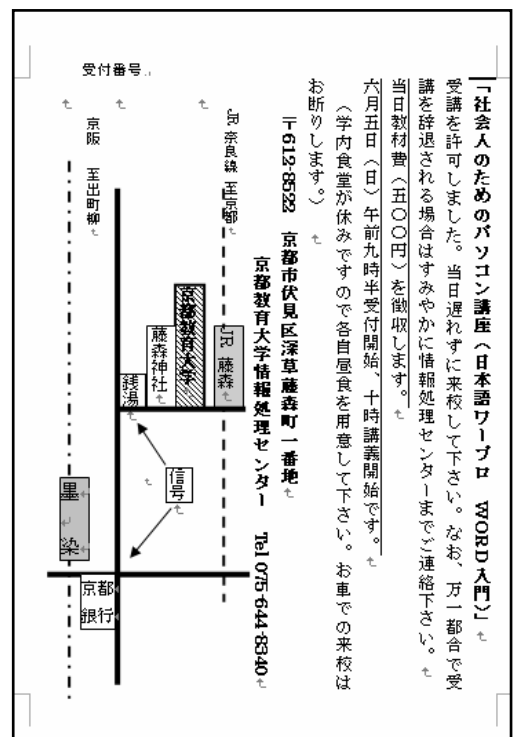 「社会人のためのパソコン講座（日本語ワープロ　WORD入門）」
受講を許可しました。当日遅れずに来校して下さい。なお、万一都合で受
講を辞退される場合はすみやかに情報処理センターまでご連絡下さい。
当日教材費（五〇〇円）を徴収します。
六月五日（日）午前九時半受付開始、十時講義開始です。
（学内食堂が休みですので各自昼食を用意して下さい。お車での来校は
お断りします。）
〒612-8522　京都市伏見区深草藤森町一番地
京都教育大学情報処理センター　Tel 075-644-8340
JR 奈良線 至京都
JR 藤森
京都教育大学
藤森神社
銭湯
信号
京都
銀行
京阪　至出町柳
墨
染
受付番号